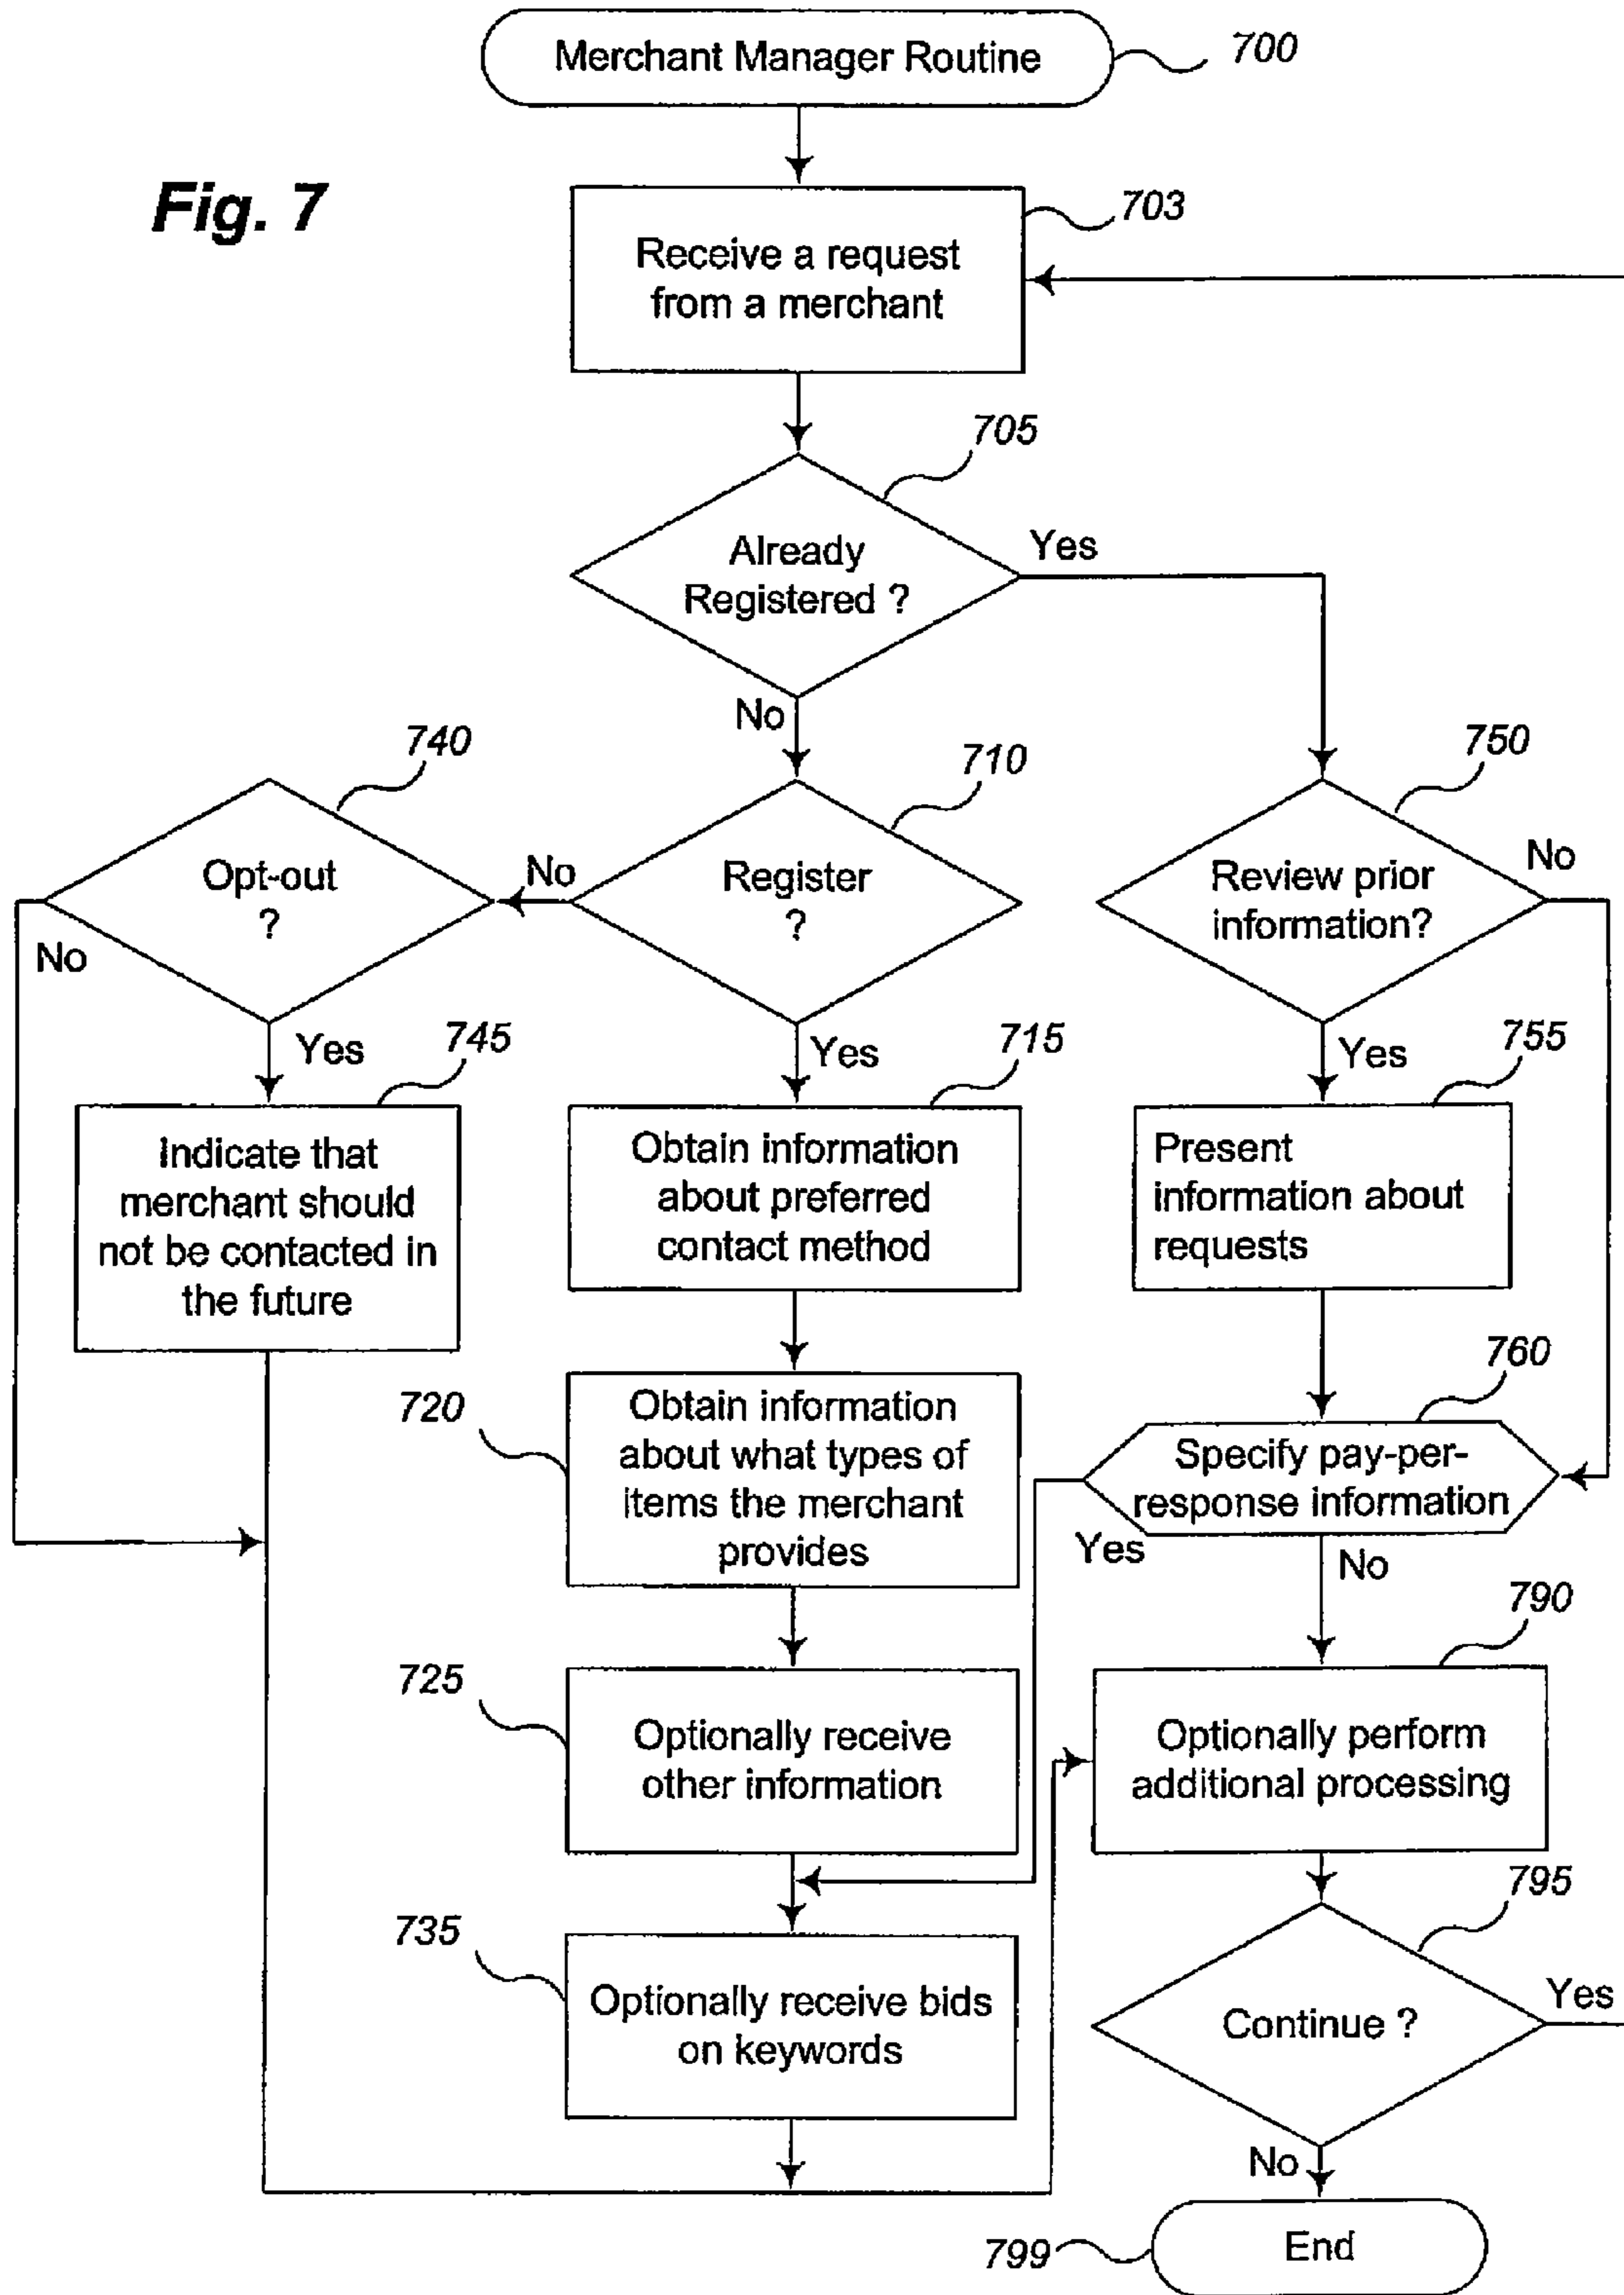 Merchant Manager Routine
700
Fig. 7
703
Receive a request
from a merchant
705
Already
Registered ?
Yes
No
740
710
750
Opt-out
?
No
Register
?
Review prior
information?
No
No
Yes
745
Yes
715
Yes
755
Indicate that
merchant should
not be contacted in
the future
Obtain information
about preferred
contact method
Present
information about
requests
720
Obtain information
about what types of
items the merchant
provides
760
Specify pay-per-
response information
Yes
No
725
Optionally receive
other information
790
Optionally perform
additional processing
735
Optionally receive bids
on keywords
795
Continue ?
Yes
No
799
End